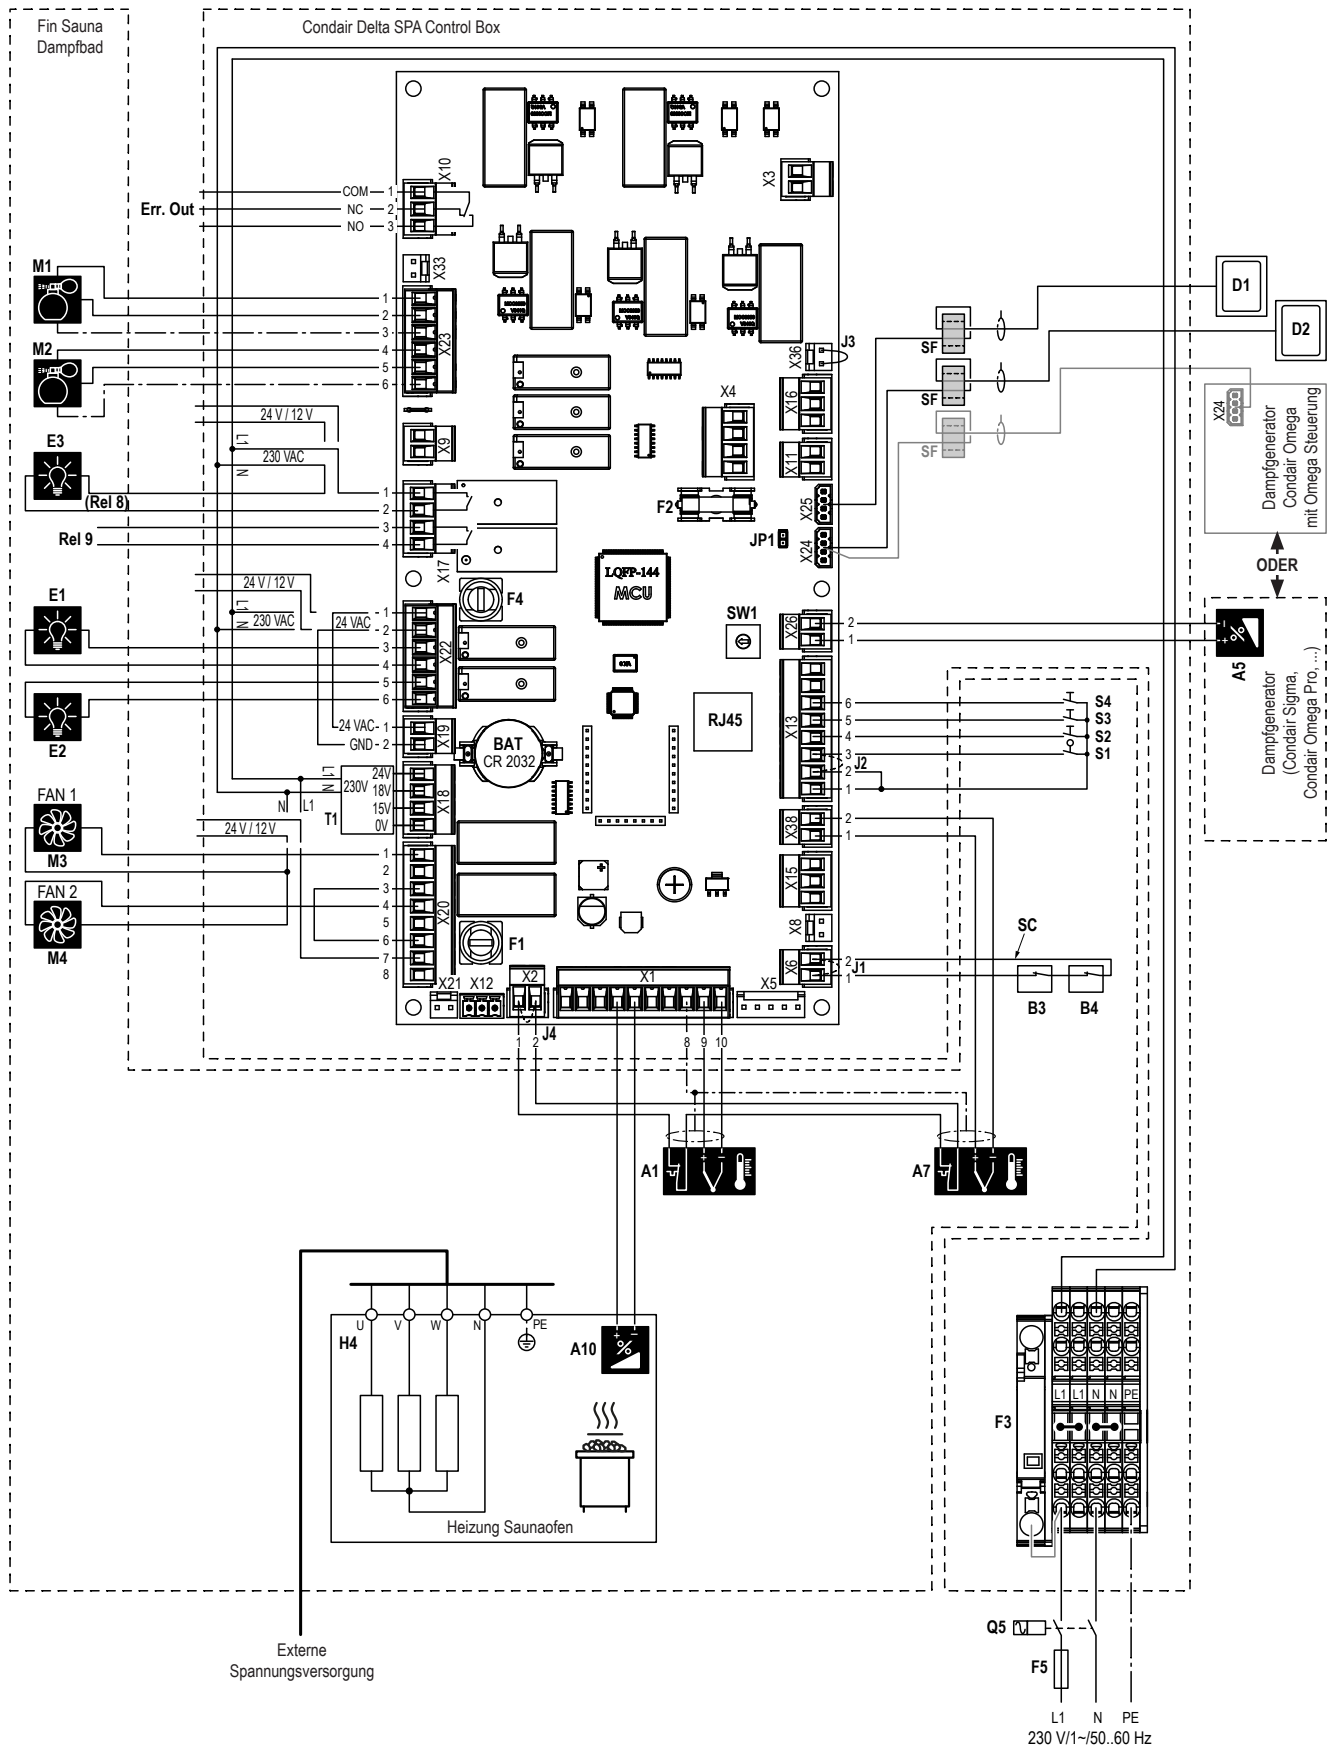 Fin Sauna
Dampfbad
Condair Delta SPA Control Box
X10
X3
COM 1
Err. Out NC 2
NO 3
X33
M1
1
2
3
X23
M2
4
5
6
D1
D2
SF
SF
SF
J3
X36
X16
X4
X11
X24
Dampfgenerator
Condair Omega
mit Omega Steuerung
24 V / 12 V
L1
230 VAC
N
X9
E3
(Rel 8)
1
2
3
4
Rel 9
X17
F2
X25
JP1
X24
ODER
LQFP-144
MCU
24 V / 12 V
L1
230 VAC
N
24 VAC
F4
E1
1
2
3
4
5
6
X22
E2
SW1
X26
2
1
- +
%
A5
Dampfgenerator
(Condair Sigma,
Condair Omega Pro, ...)
RJ45
X13
6
5
4
3
2
1
S4
S3
S2
S1
J2
24 VAC 1
GND 2
X19
BAT
CR 2032
L1
N
230V
T1
24V
18V
15V
0V
X18
N L1
24 V / 12 V
FAN 1
M3
FAN 2
M4
1
2
3
4
5
6
7
8
X20
F1
X38
2
1
X15
X8
X6
2
1
J1
SC
B3 B4
X21 X12 X2 X1 X5
J4
1 2 8 9 10
A1
+ −
A7
+ −
U V W N PE
H4
A10
+ −
%
Heizung Saunaofen
F3
L1 L1 N N PE
Externe
Spannungsversorgung
Q5
F5
L1 N PE
230 V/1~/50..60 Hz